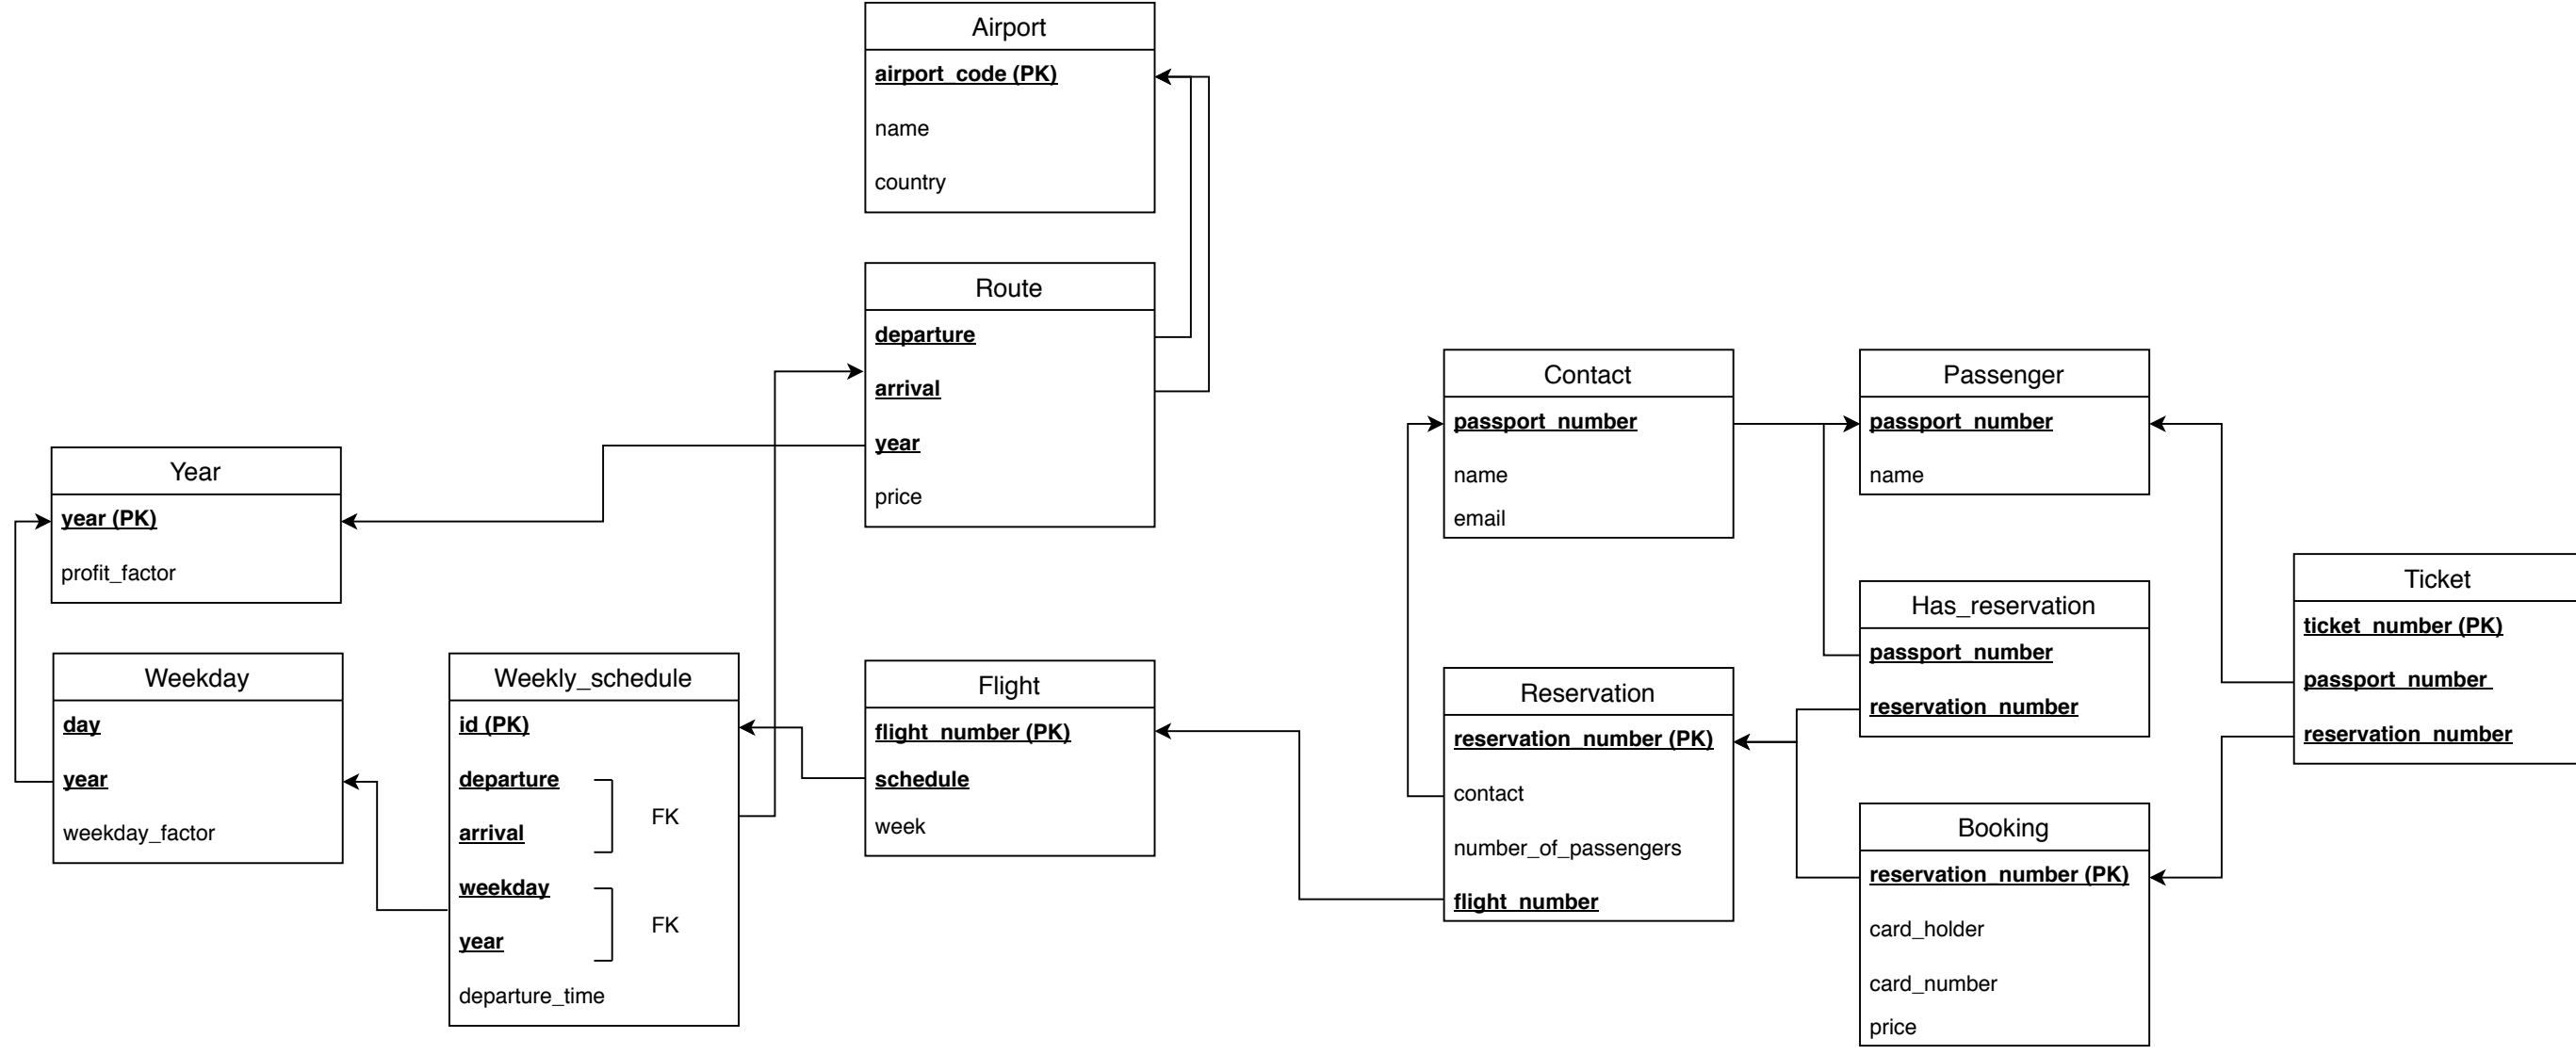 Airport
airport_code (PK)
name
country
Route
departure
arrival
year
price
Year
year (PK)
profit_factor
Weekday
day
year
weekday_factor
Weekly_schedule
id (PK)
departure
arrival
FK
weekday
year
FK
departure_time
Flight
flight_number (PK)
schedule
week
Contact
passport_number
name
email
Passenger
passport_number
name
Has_reservation
passport_number
reservation_number
Reservation
reservation_number (PK)
contact
number_of_passengers
flight_number
Booking
reservation_number (PK)
card_holder
card_number
price
Ticket
ticket_number (PK)
passport_number
reservation_number